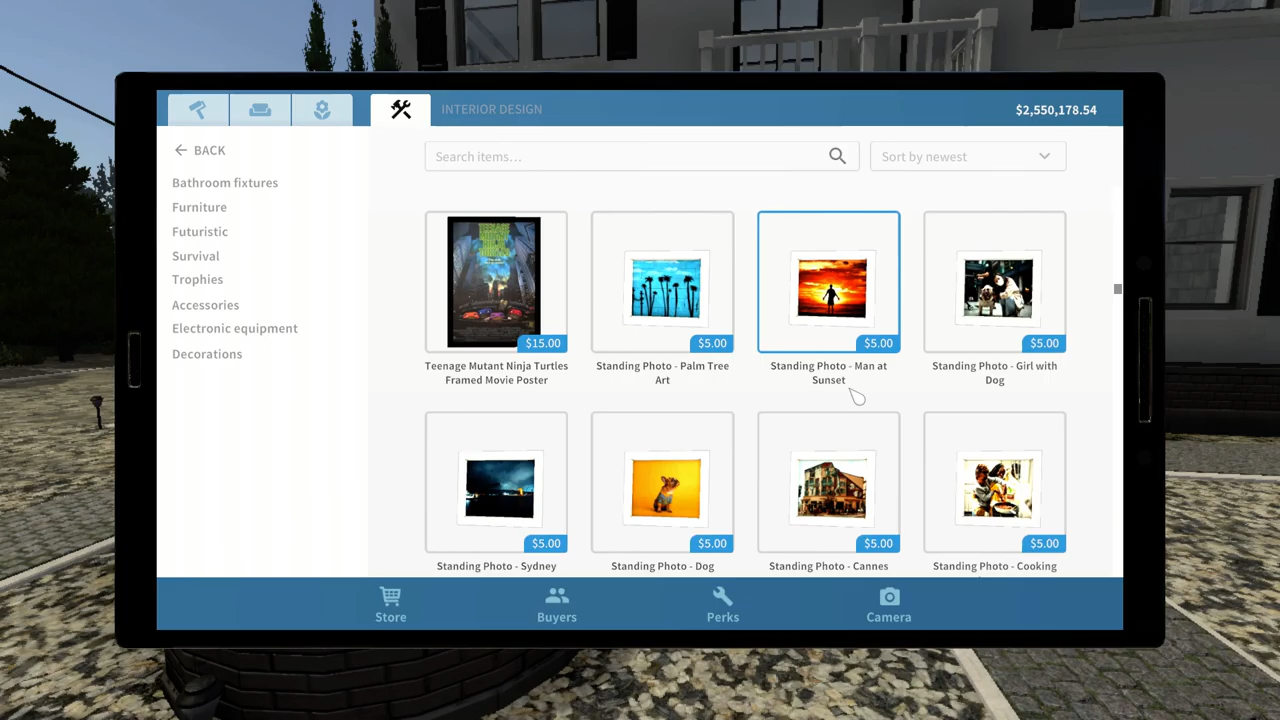 INTERIOR DESIGN
$2,550,178.54
BACK
Search items...
Sort by newest
Bathroom fixtures
Furniture
Futuristic
Survival
Trophies
Accessories
Electronic equipment
Decorations
$15.00
$5.00
$5.00
$5.00
Teenage Mutant Ninja Turtles
Framed Movie Poster
Standing Photo - Palm Tree
Art
Standing Photo - Man at
Sunset
Standing Photo - Girl with
Dog
$5.00
$5.00
$5.00
$5.00
Standing Photo - Sydney
Standing Photo - Dog
Standing Photo - Cannes
Standing Photo - Cooking
Store
Buyers
Perks
Camera